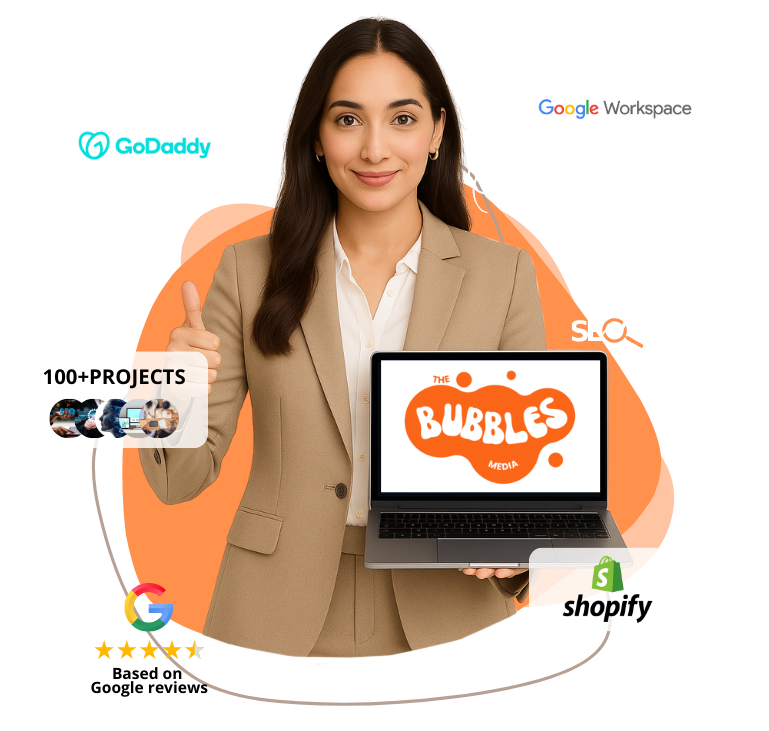 Google Workspace
GoDaddy
SEO
100+PROJECTS
THE
BUBBLES
MEDIA
shopify
Based on
Google reviews